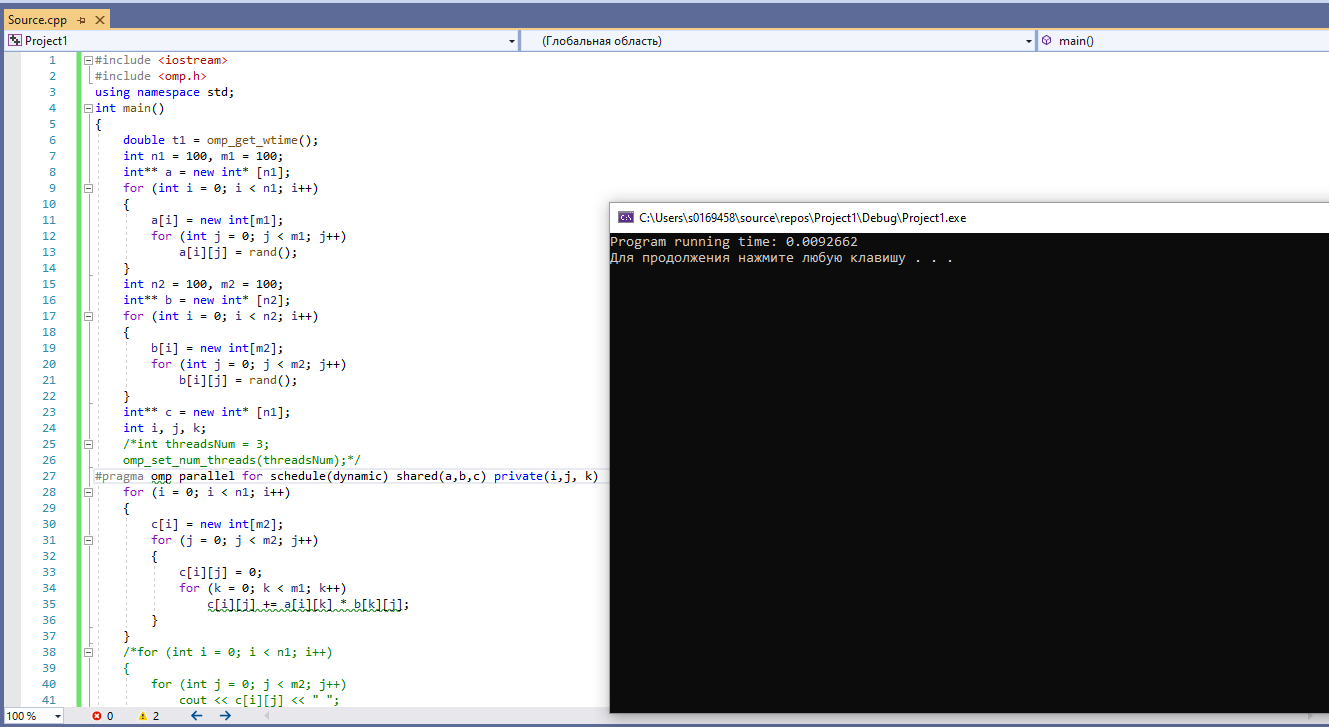 Source.cpp
Project1
(Глобальная область)
main()
1 #include <iostream>
2 #include <omp.h>
3 using namespace std;
4 int main()
5 {
6 double t1 = omp_get_wtime();
7 int n1 = 100, m1 = 100;
8 int** a = new int* [n1];
9 for (int i = 0; i < n1; i++)
10 {
11 a[i] = new int[m1];
12 for (int j = 0; j < m1; j++)
13 a[i][j] = rand();
14 }
15 int n2 = 100, m2 = 100;
16 int** b = new int* [n2];
17 for (int i = 0; i < n2; i++)
18 {
19 b[i] = new int[m2];
20 for (int j = 0; j < m2; j++)
21 b[i][j] = rand();
22 }
23 int** c = new int* [n1];
24 int i, j, k;
25 /*int threadsNum = 3;
26 omp_set_num_threads(threadsNum);*/
27 #pragma omp parallel for schedule(dynamic) shared(a,b,c) private(i,j, k)
28 for (i = 0; i < n1; i++)
29 {
30 c[i] = new int[m2];
31 for (j = 0; j < m2; j++)
32 {
33 c[i][j] = 0;
34 for (k = 0; k < m1; k++)
35 c[i][j] += a[i][k] * b[k][j];
36 }
37 }
38 /*for (int i = 0; i < n1; i++)
39 {
40 for (int j = 0; j < m2; j++)
41 cout << c[i][j] << " ";
100 %
0
2
C:\Users\s0169458\source\repos\Project1\Debug\Project1.exe
Program running time: 0.0092662
Для продолжения нажмите любую клавишу . . .